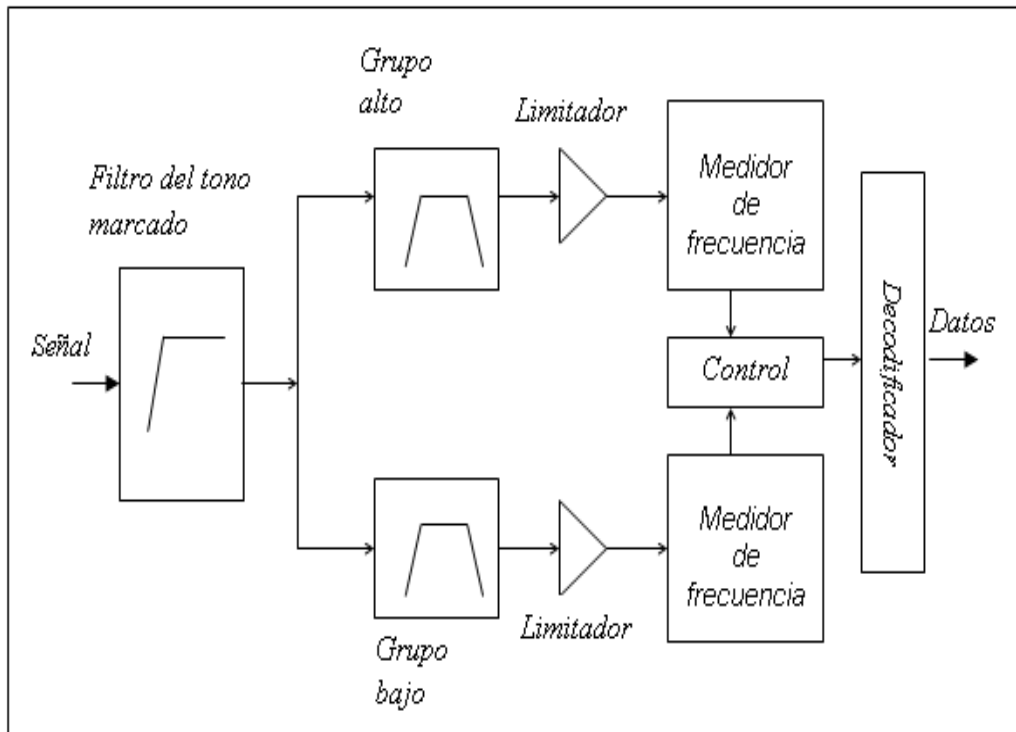 Grupo
alto
Limitador
Filtro del tono
marcado
Medidor
de
frecuencia
Señal
Control
Decodificador
Datos
Medidor
de
frecuencia
Limitador
Grupo
bajo